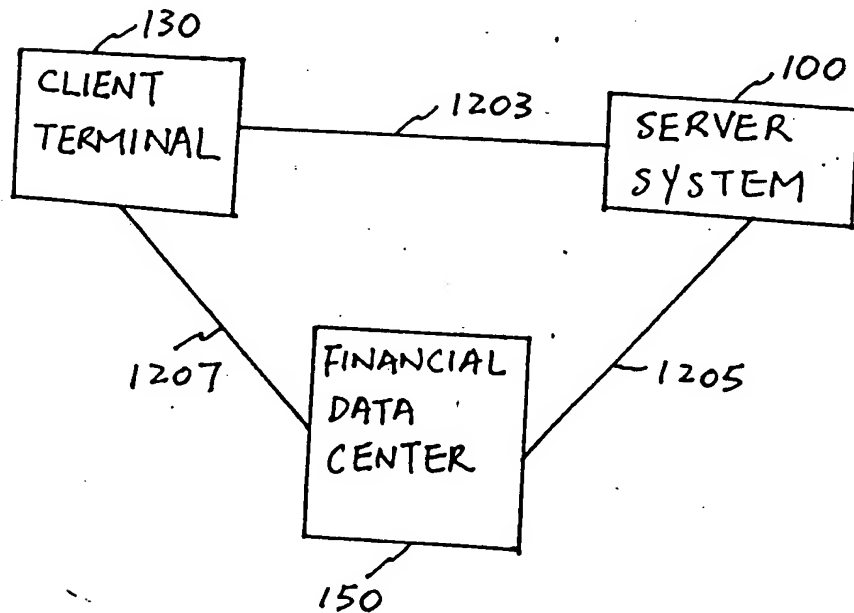 130
CLIENT
TERMINAL
1203
100
SERVER
SYSTEM
1207
FINANCIAL
DATA
CENTER
1205
150